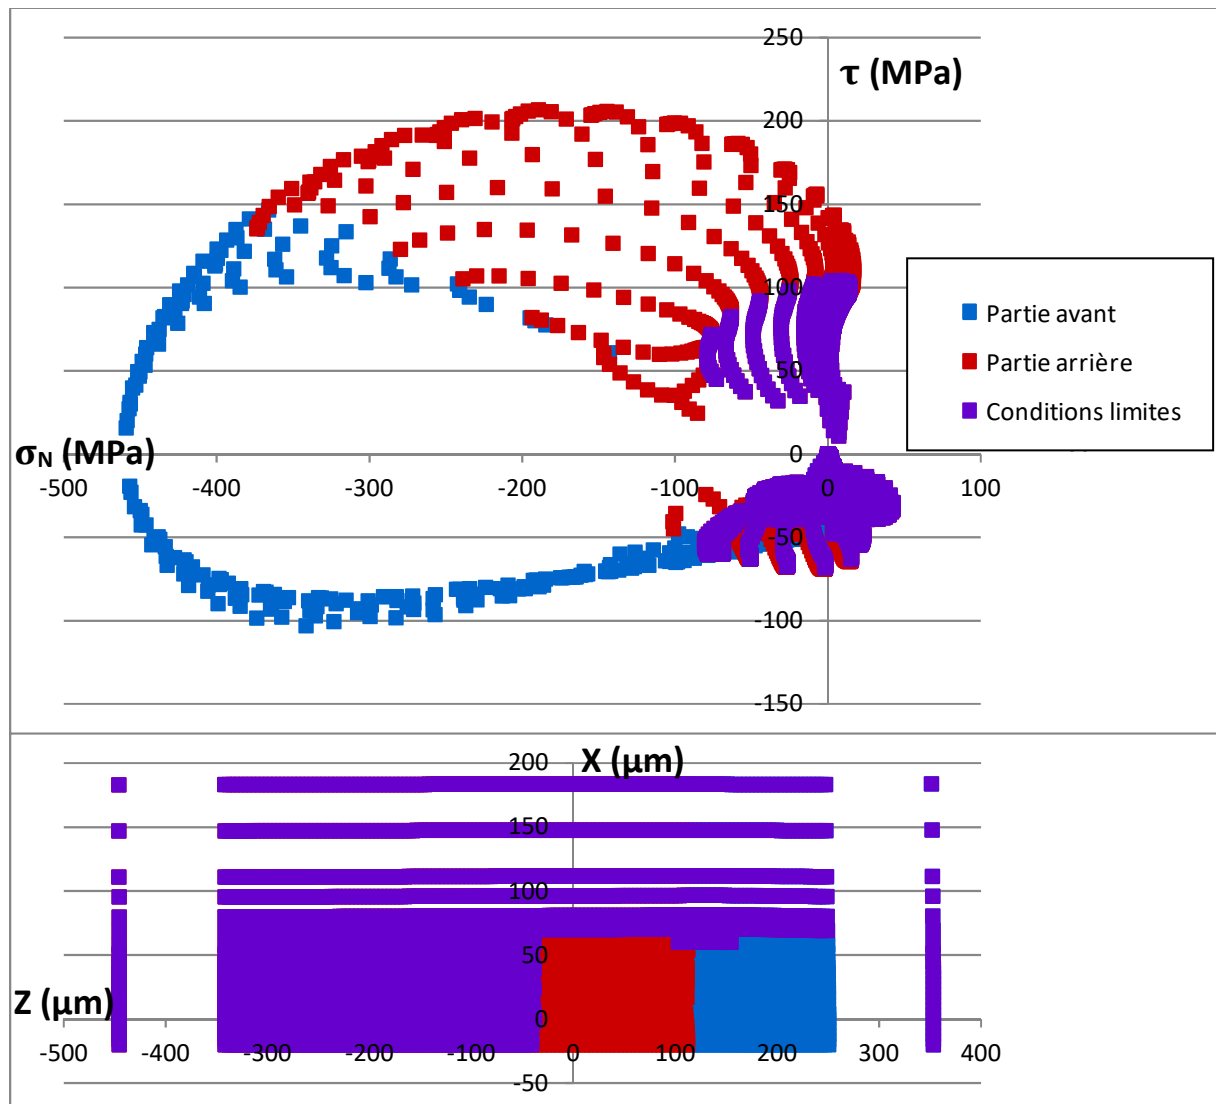 250
τ (MPa)
200
150
100
50
0
-50
-100
-150
σN (MPa)
-500 -400 -300 -200 -100 0 100
Partie avant
Partie arrière
Conditions limites
X (µm)
200
150
100
50
0
-50
Z (µm)
-500 -400 -300 -200 -100 0 100 200 300 400